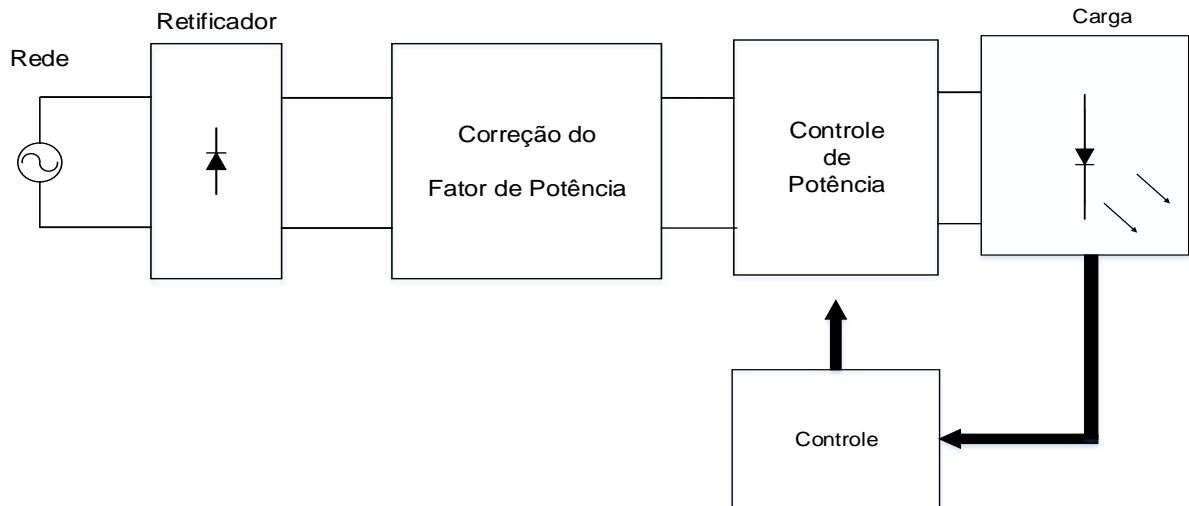 Rede
Retificador
Correção do
Fator de Potência
Controle
de
Potência
Carga
Controle